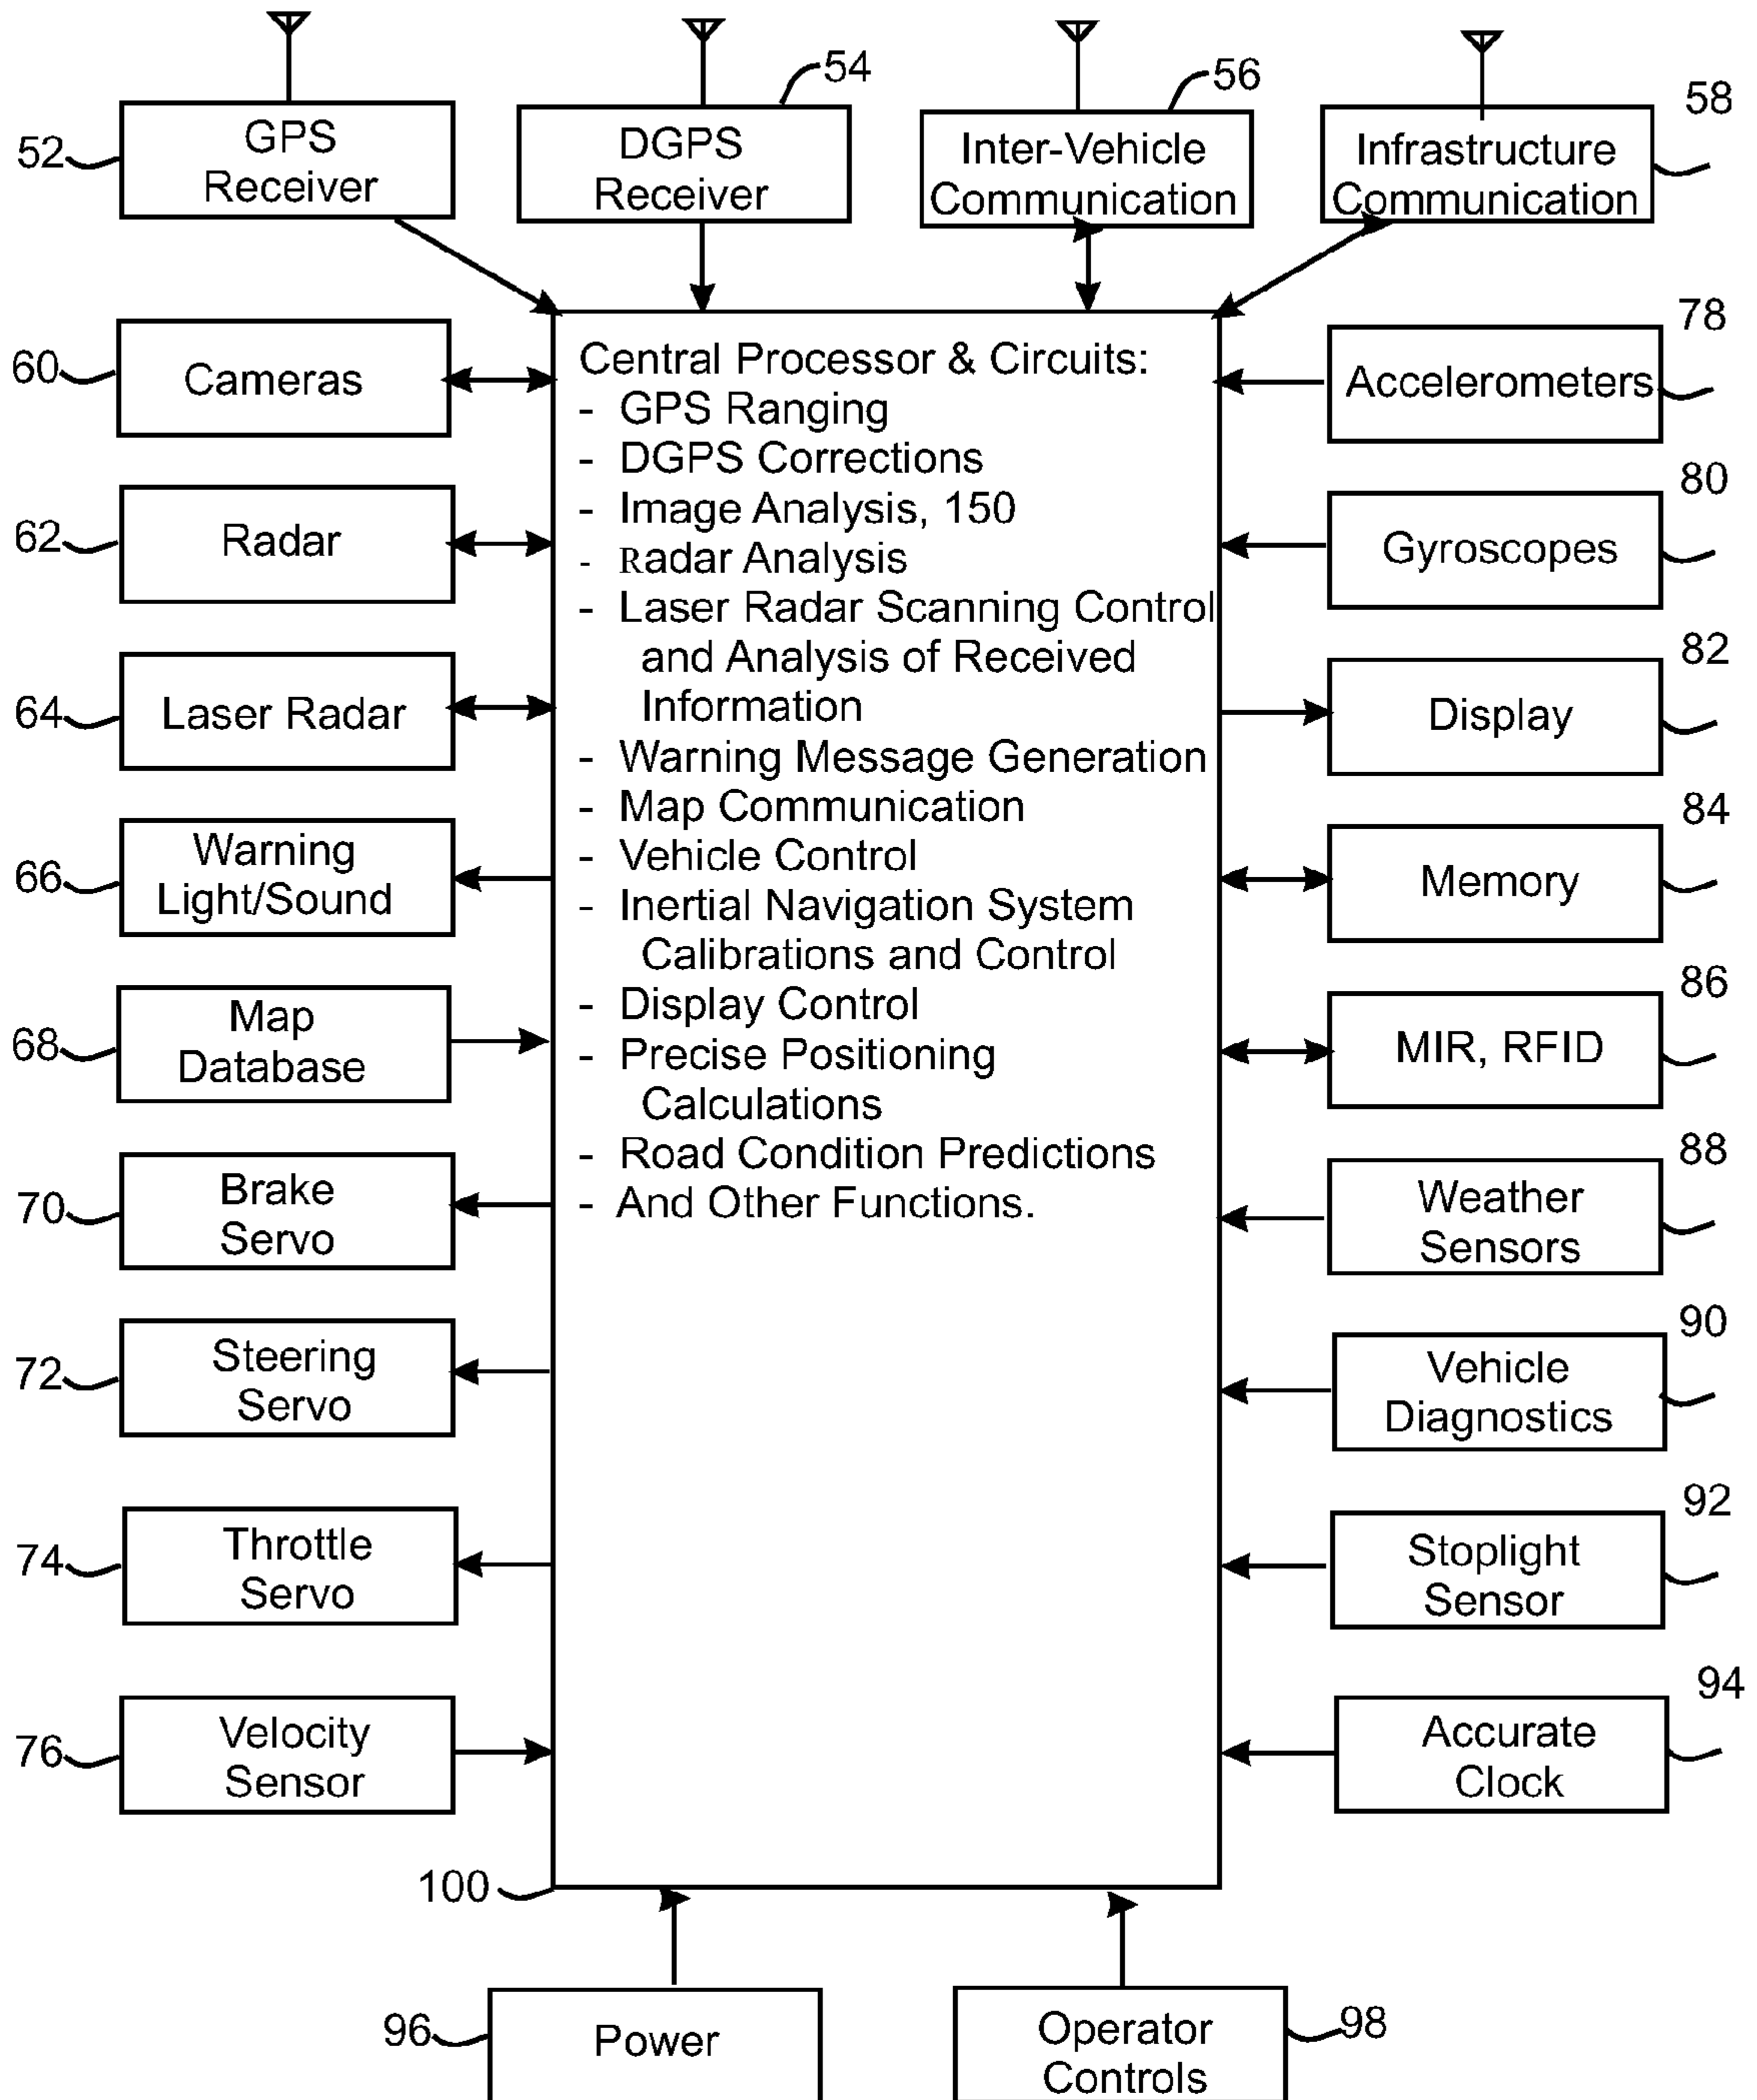 54
56
58
52
GPS
Receiver
DGPS
Receiver
Inter-Vehicle
Communication
Infrastructure
Communication
60
Cameras
62
Radar
64
Laser Radar
66
Warning
Light/Sound
68
Map
Database
70
Brake
Servo
72
Steering
Servo
74
Throttle
Servo
76
Velocity
Sensor
Central Processor & Circuits:
- GPS Ranging
- DGPS Corrections
- Image Analysis, 150
- Radar Analysis
- Laser Radar Scanning Control
and Analysis of Received
Information
- Warning Message Generation
- Map Communication
- Vehicle Control
- Inertial Navigation System
Calibrations and Control
- Display Control
- Precise Positioning
Calculations
- Road Condition Predictions
- And Other Functions.
78
Accelerometers
80
Gyroscopes
82
Display
84
Memory
86
MIR, RFID
88
Weather
Sensors
90
Vehicle
Diagnostics
92
Stoplight
Sensor
94
Accurate
Clock
100
96
Power
Operator
Controls
98